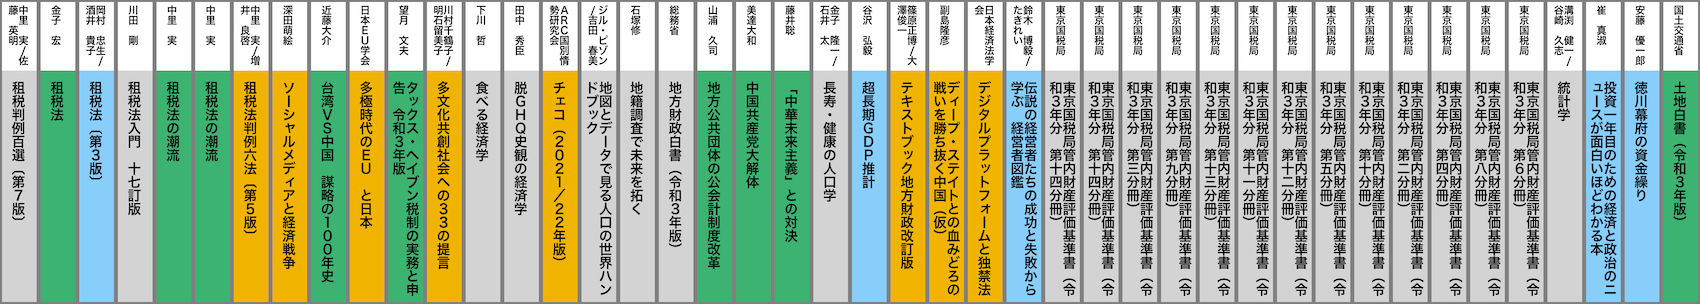 中里　実/佐
藤　英明
租税判例百選（第７版）
金子　宏
租税法
岡村　忠生/
酒井　貴子/
租税法（第３版）
川田　剛
租税法入門　十七訂版
中里　実
租税法の潮流
中里　実
租税法の潮流
中里　実/増
井　良啓
租税法判例六法（第５版）
深田萌絵
ソーシャルメディアと経済戦争
近藤大介
台湾ＶＳ中国　謀略の１００年史
日本ＥＵ学会
多極時代のＥＵ　と日本
望月　文夫
タックス・ヘイブン税制の実務と申
告　令和３年版
川村千鶴子/
明石留美子/
多文化共創社会への３３の提言
下川　哲
食べる経済学
田中　秀臣
脱ＧＨＱ史観の経済学
ＡＲＣ国別情
勢研究会
チェコ（２０２１/２２年版）
ジル・ピゾン
/吉田　春美
地図とデータで見る人口の世界ハン
ドブック
石塚修
地籍調査で未来を拓く
総務省
地方財政白書（令和３年版）
山浦　久司
地方公共団体の公会計制度改革
美達大和
中国共産党大解体
藤井聡
「中華未来主義」との対決
金子　隆一/
石井　太
長寿・健康の人口学
谷沢　弘毅
超長期ＧＤＰ推計
篠原正博/大
澤俊一
テキストブック地方財政改訂版
副島隆彦
ディープ・ステイトとの血みどろの
戦いを勝ち抜く中国（仮）
日本経済法学
会
デジタルプラットフォームと独禁法
鈴木　博毅/
たきれい
伝説の経営者たちの成功と失敗から
学ぶ　経営者図鑑
東京国税局
東京国税局管内財産評価基準書（令
和３年分　第十四分冊）
東京国税局
東京国税局管内財産評価基準書（令
和３年分　第十四分冊）
東京国税局
東京国税局管内財産評価基準書（令
和３年分　第三分冊）
東京国税局
東京国税局管内財産評価基準書（令
和３年分　第九分冊）
東京国税局
東京国税局管内財産評価基準書（令
和３年分　第十三分冊）
東京国税局
東京国税局管内財産評価基準書（令
和３年分　第十一分冊）
東京国税局
東京国税局管内財産評価基準書（令
和３年分　第十二分冊）
東京国税局
東京国税局管内財産評価基準書（令
和３年分　第五分冊）
東京国税局
東京国税局管内財産評価基準書（令
和３年分　第十分冊）
東京国税局
東京国税局管内財産評価基準書（令
和３年分　第二分冊）
東京国税局
東京国税局管内財産評価基準書（令
和３年分　第四分冊）
東京国税局
東京国税局管内財産評価基準書（令
和３年分　第八分冊）
東京国税局
東京国税局管内財産評価基準書（令
和３年分　第６分冊）
溝渕　健一/
谷崎　久志/
統計学
崔　真淑
投資一年目のための経済と政治のニ
ュースが面白いほどわかる本
安藤　優一郎
徳川幕府の資金繰り
国土交通省
土地白書（令和３年版）